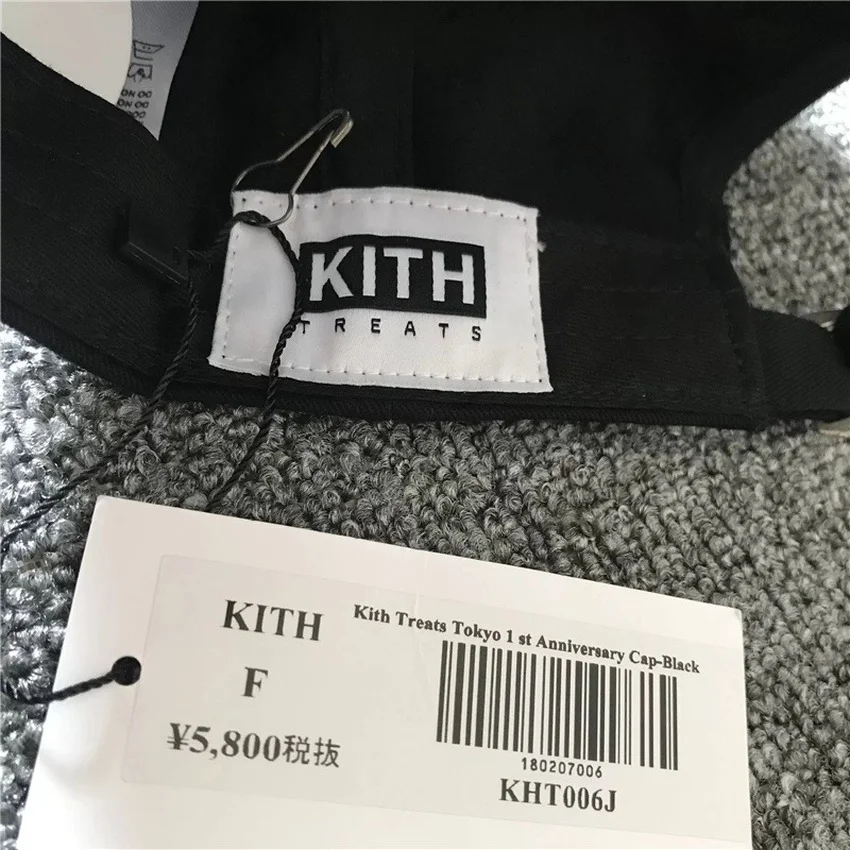 KITH
TREATS
KITH
Kith Treats Tokyo 1 st Anniversary Cap-Black
F
¥5,800税抜
180207006
KHT006J